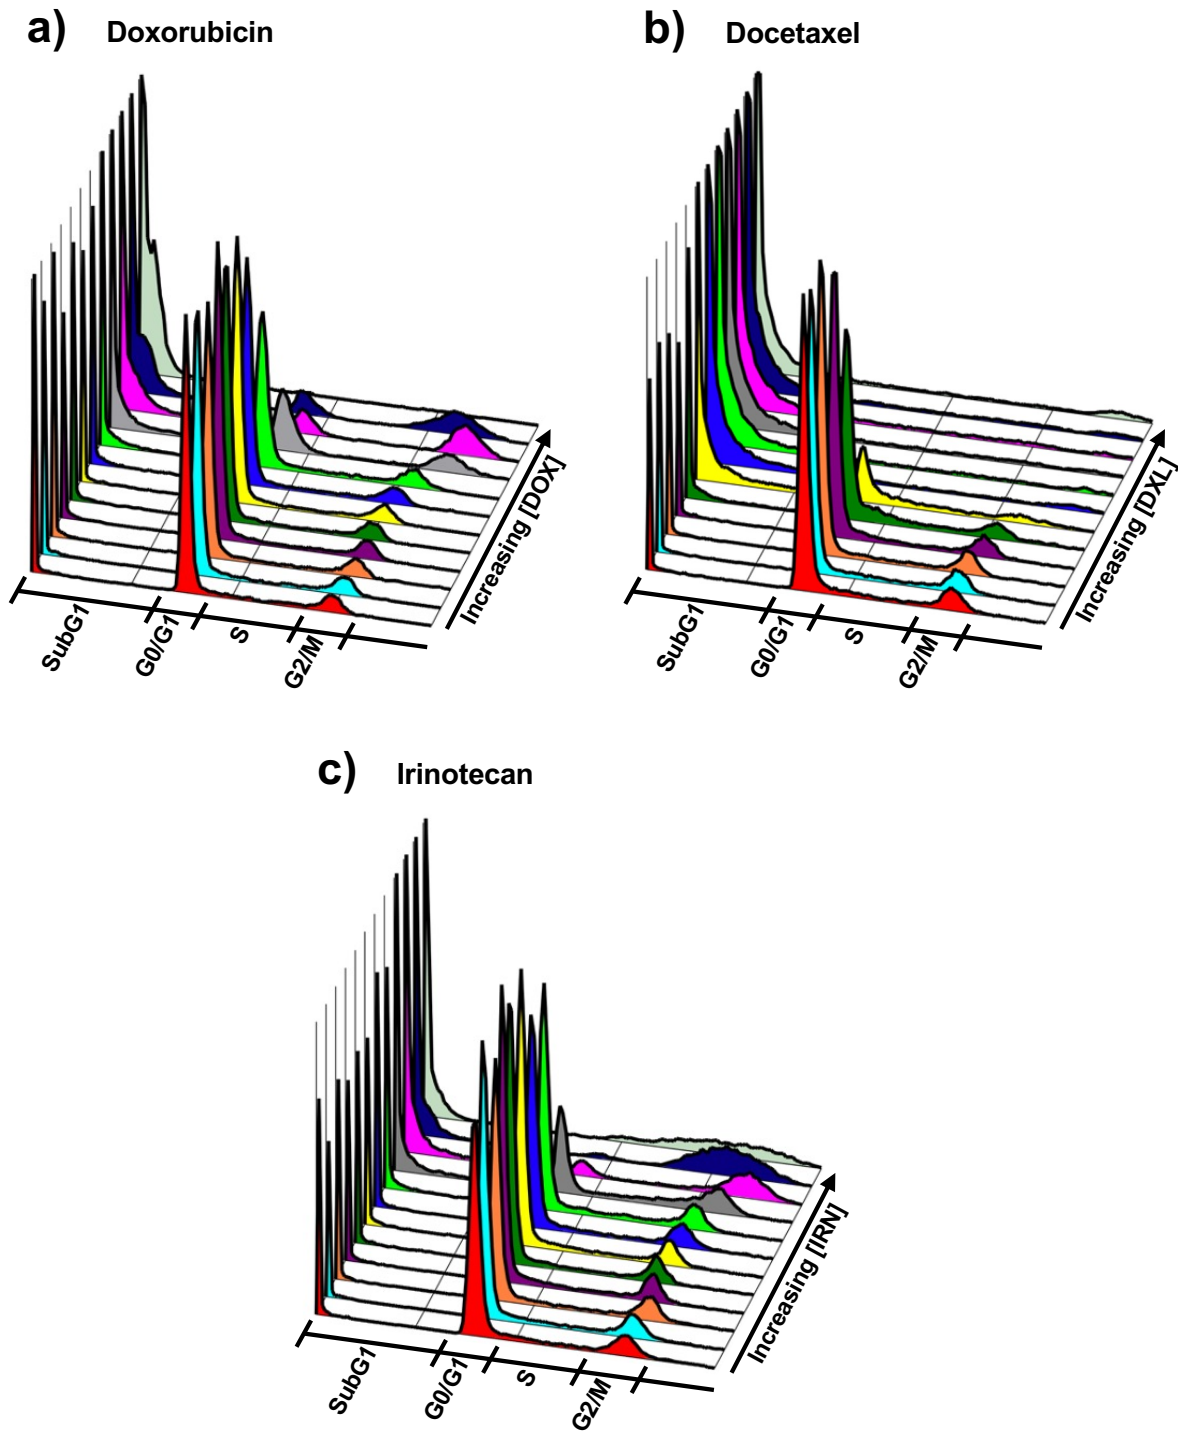 a) Doxorubicin
b) Docetaxel
Increasing [DOX]
SubG1
G0/G1
S
G2/M
Increasing [DXL]
SubG1
G0/G1
S
G2/M
c) Irinotecan
Increasing [IRN]
SubG1
G0/G1
S
G2/M